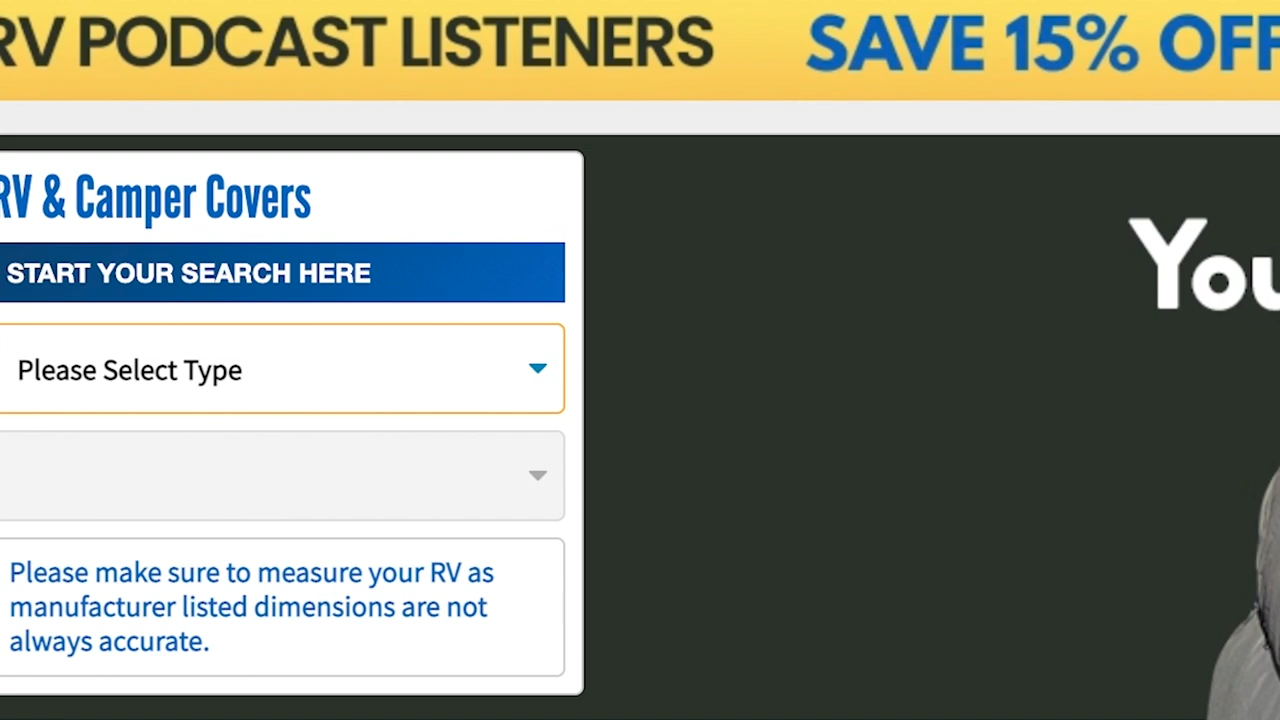 RV PODCAST LISTENERS SAVE 15% OFF
RV & Camper Covers
START YOUR SEARCH HERE
Please Select Type
Please make sure to measure your RV as
manufacturer listed dimensions are not
always accurate.